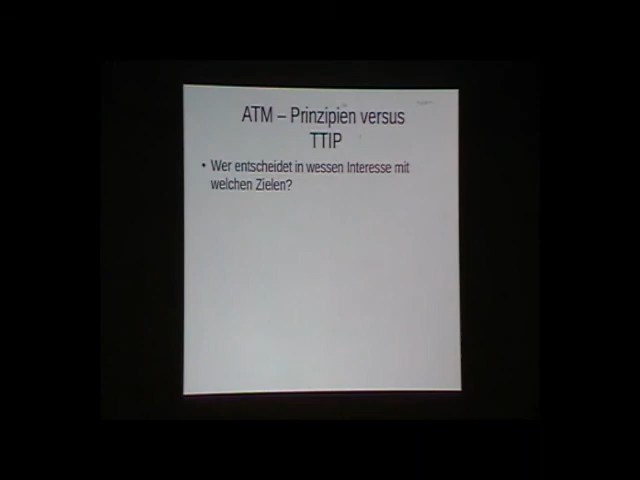 ATM – Prinzipien versus
TTIP
• Wer entscheidet in wessen Interesse mit
welchen Zielen?